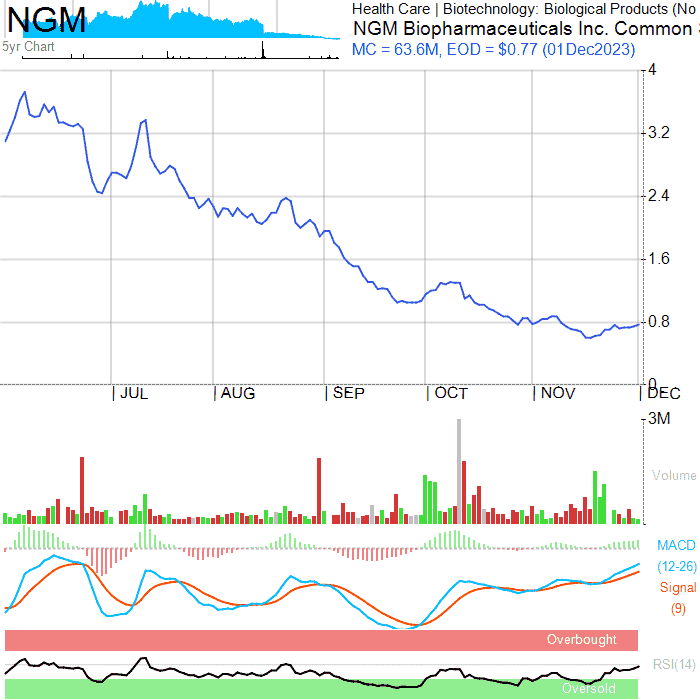 NGM
5yr Chart
Health Care | Biotechnology: Biological Products (No
NGM Biopharmaceuticals Inc. Common
MC = 63.6M, EOD = $0.77 (01Dec2023)
4
3.2
2.4
1.6
0.8
0
JUL AUG SEP OCT NOV DEC
3M
Volume
MACD
(12-26)
Signal
(9)
Overbought
RSI(14)
Oversold